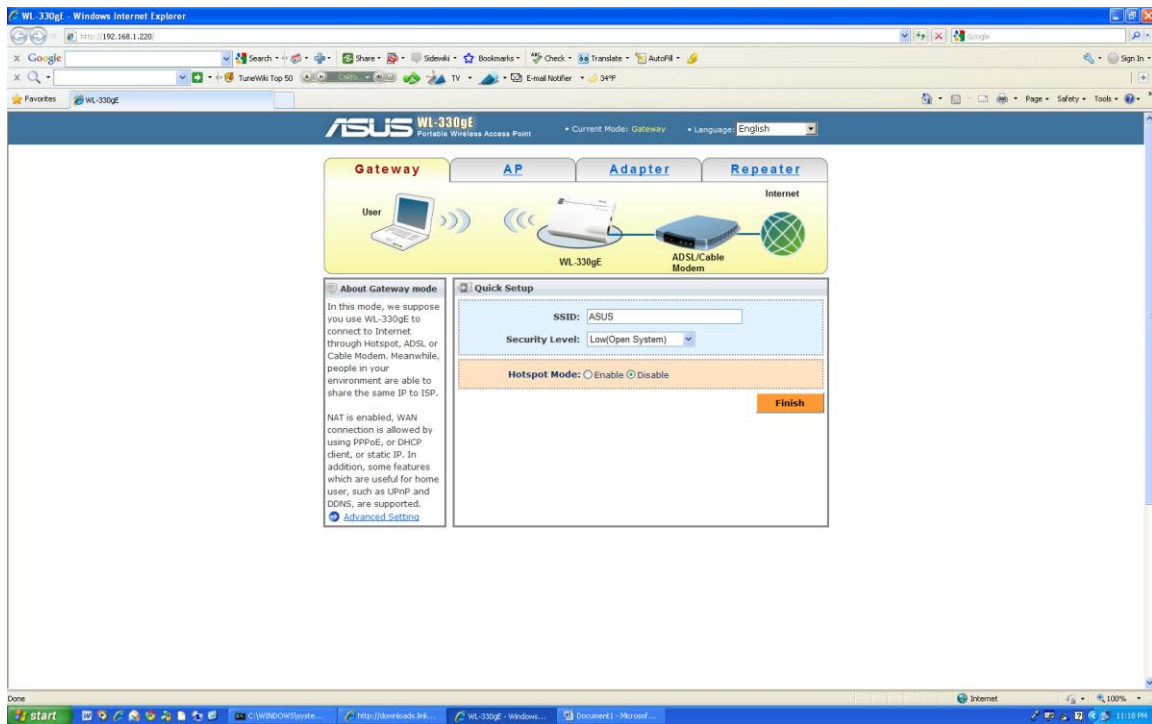 WL-330gE - Windows Internet Explorer
http://192.168.1.220/
Google
x Google Search Share Sidewiki Bookmarks Check Translate AutoFill Sign In
TuneWiki Top 50 TV E-mail Notifier 34°F
Favorites WL-330gE Page Safety Tools
ASUS WL-330gE
Portable Wireless Access Point
Current Mode: Gateway
Language: English
Gateway AP Adapter Repeater
User
WL-330gE
ADSL/Cable
Modem
Internet
About Gateway mode
In this mode, we suppose
you use WL-330gE to
connect to Internet
through Hotspot, ADSL or
Cable Modem. Meanwhile,
people in your
environment are able to
share the same IP to ISP.
NAT is enabled, WAN
connection is allowed by
using PPPoE, or DHCP
client, or static IP. In
addition, some features
which are useful for home
user, such as UPnP and
DDNS, are supported.
Advanced Setting
Quick Setup
SSID: ASUS
Security Level: Low(Open System)
Hotspot Mode: Enable Disable
Finish
Done Internet 100%
start C:\WINDOWS\syste... http://downloads.link... WL-330gE - Windows... Document1 - Microsof... 11:18 PM